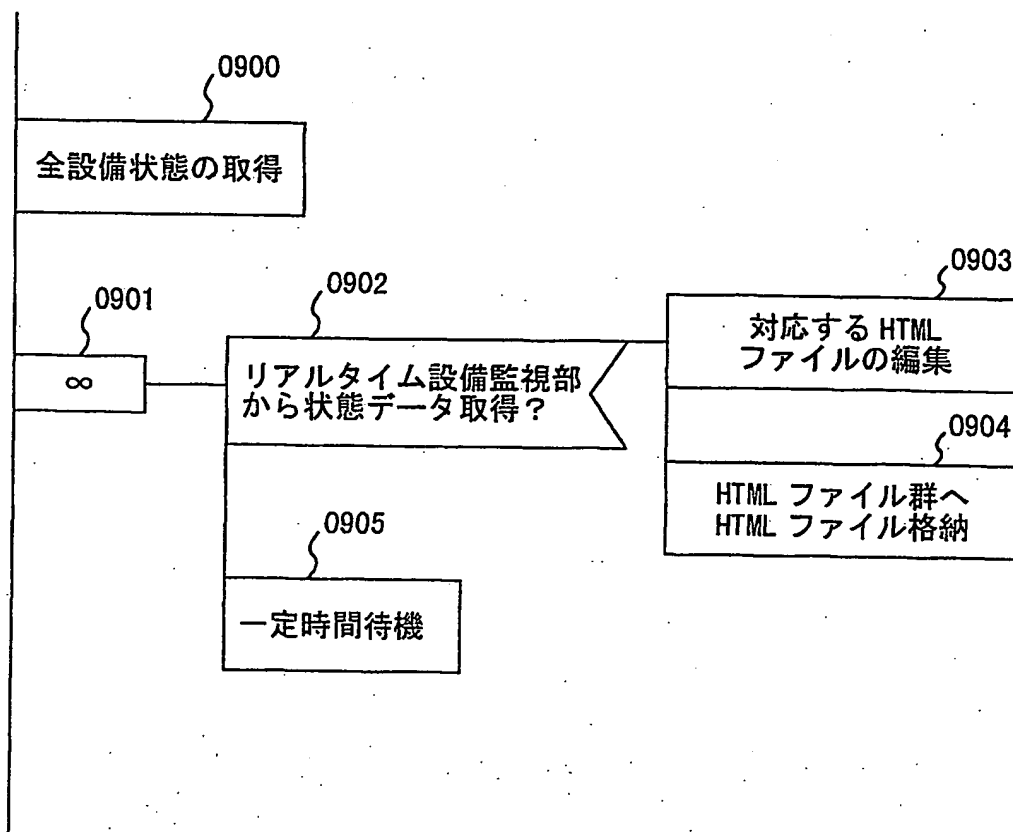 0900
全設備状態の取得
0901
∞
0902
リアルタイム設備監視部
から状態データ取得？
0903
対応する HTML
ファイルの編集
0904
HTML ファイル群へ
HTML ファイル格納
0905
一定時間待機